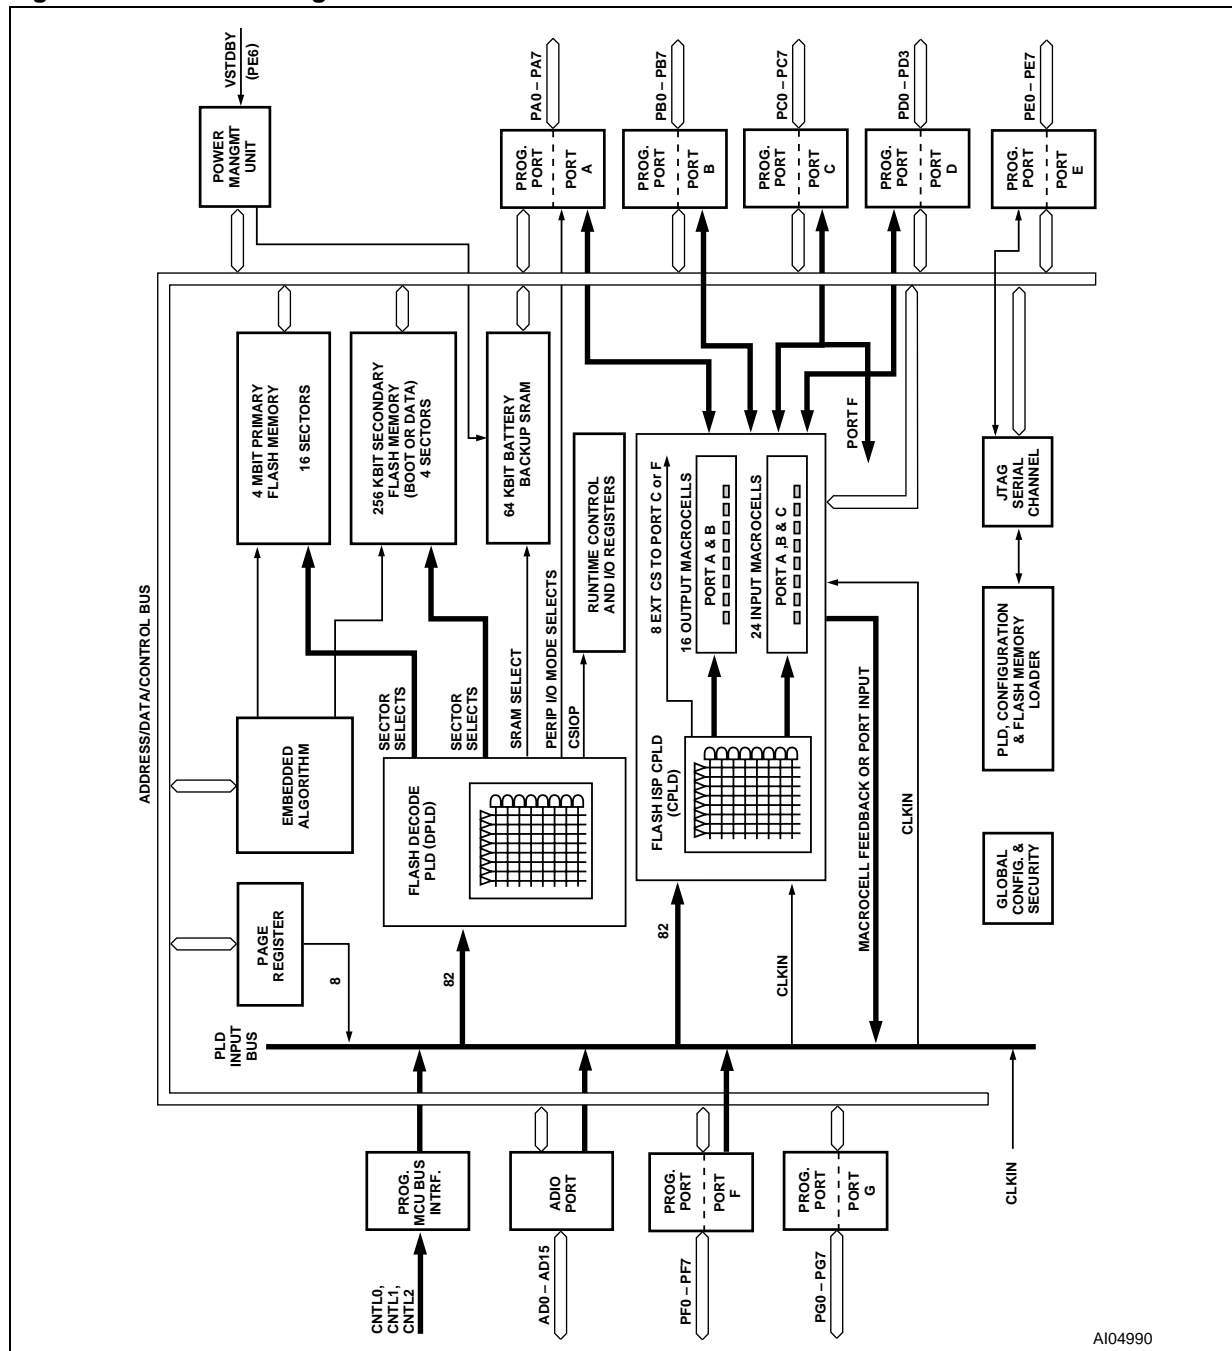 ADDRESS/DATA/CONTROL BUS
VSTDBY
(PE6)
POWER
MANGMT
UNIT
PA0 – PA7
PROG.
PORT
PORT
A
PB0 – PB7
PROG.
PORT
PORT
B
PC0 – PC7
PROG.
PORT
PORT
C
PD0 – PD3
PROG.
PORT
PORT
D
PE0 – PE7
PROG.
PORT
PORT
E
4 MBIT PRIMARY
FLASH MEMORY
16 SECTORS
256 KBIT SECONDARY
FLASH MEMORY
(BOOT OR DATA)
4 SECTORS
64 KBIT BATTERY
BACKUP SRAM
RUNTIME CONTROL
AND I/O REGISTERS
PORT F
8 EXT CS TO PORT C or F
16 OUTPUT MACROCELLS
PORT A & B
24 INPUT MACROCELLS
PORT A ,B & C
JTAG
SERIAL
CHANNEL
EMBEDDED
ALGORITHM
SECTOR
SELECTS
SECTOR
SELECTS
SRAM SELECT
PERIP I/O MODE SELECTS
CSIOP
FLASH DECODE
PLD (DPLD)
FLASH ISP CPLD
(CPLD)
MACROCELL FEEDBACK OR PORT INPUT
CLKIN
PLD, CONFIGURATION
& FLASH MEMORY
LOADER
GLOBAL
CONFIG. &
SECURITY
PAGE
REGISTER
8
82
82
CLKIN
PLD
INPUT
BUS
PROG.
MCU BUS
INTRF.
CNTL0,
CNTL1,
CNTL2
ADIO
PORT
AD0 – AD15
PROG.
PORT
PORT
F
PF0 – PF7
PROG.
PORT
PORT
G
PG0 – PG7
CLKIN
AI04990